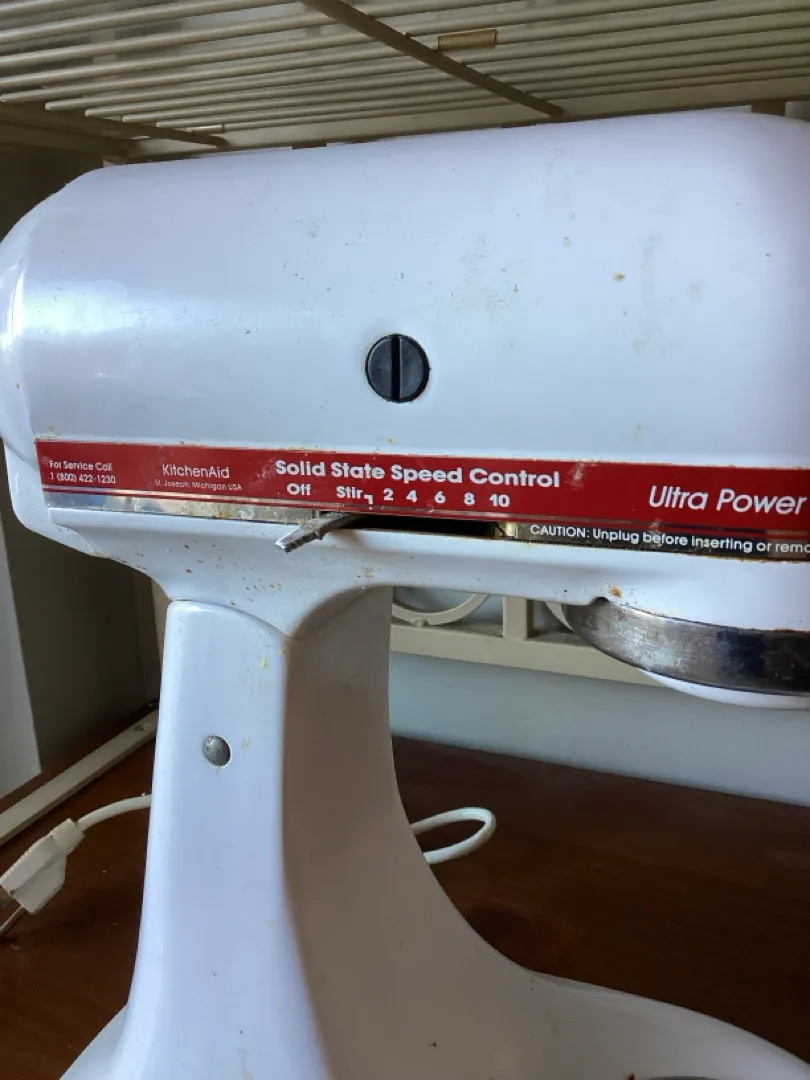 For Service Call
1 (800) 422-1230
KitchenAid
St. Joseph, Michigan USA
Solid State Speed Control
Off Stir 1 2 4 6 8 10
Ultra Power
CAUTION: Unplug before inserting or